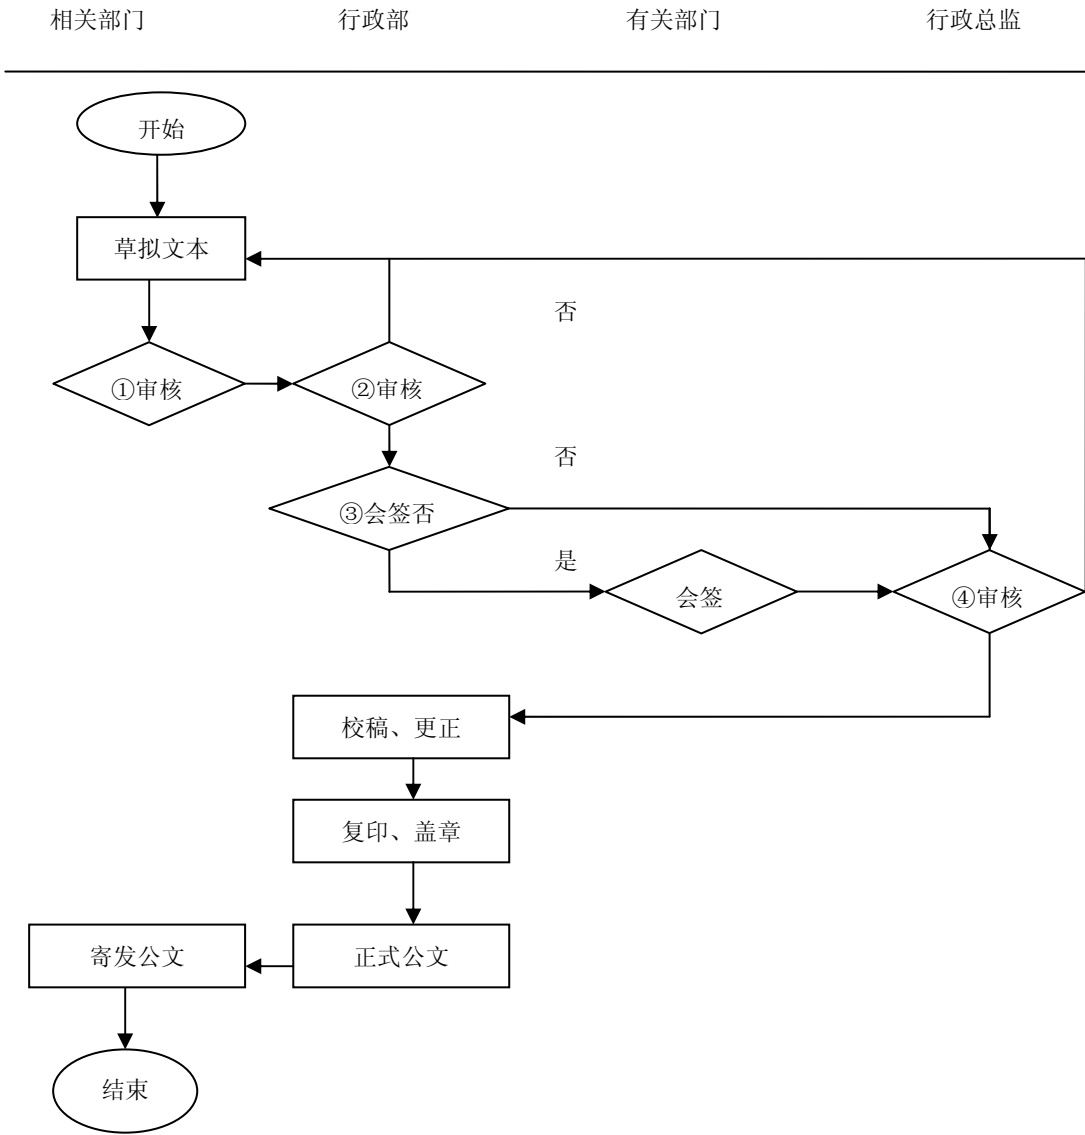 相关部门 行政部 有关部门 行政总监
开始
草拟文本
否
①审核 ②审核
否
③会签否
是
会签 ④审核
校稿、更正
复印、盖章
寄发公文 正式公文
结束